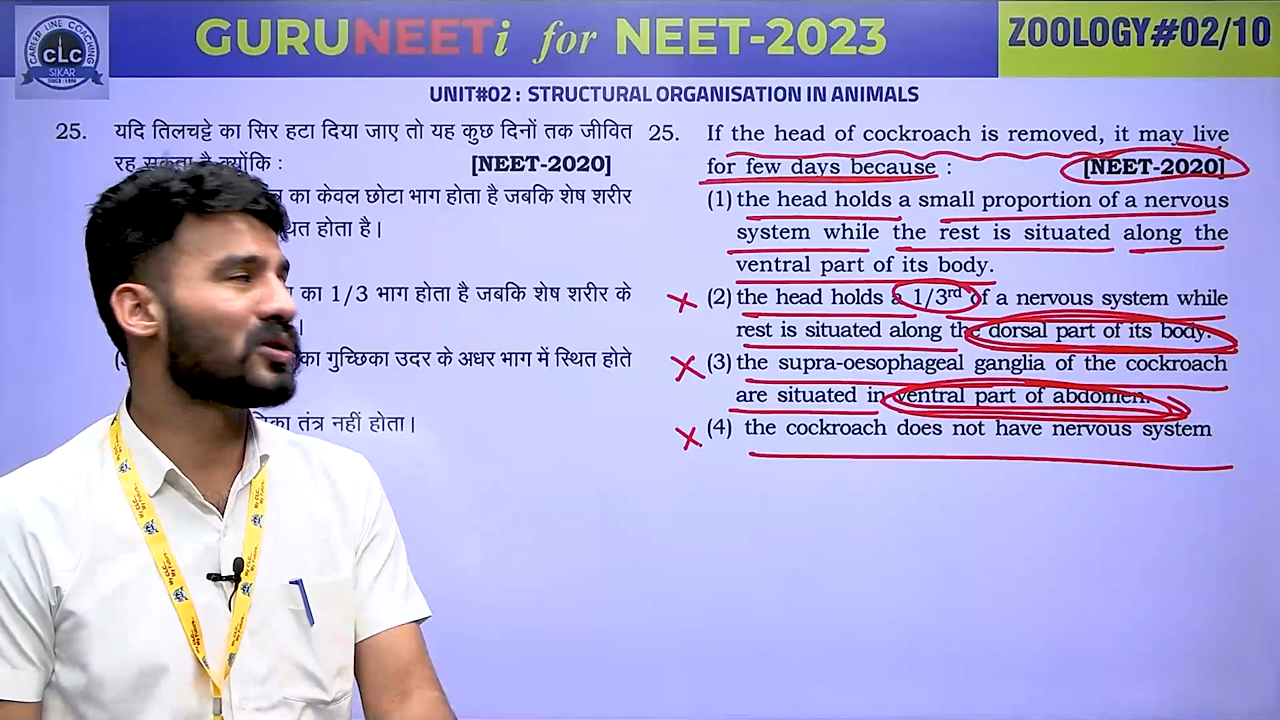 CAREER LINE COACHING
CLC
SIKAR
SINCE : 1996
GURUNEETi for NEET-2023
ZOOLOGY#02/10
UNIT#02 : STRUCTURAL ORGANISATION IN ANIMALS
25. यदि तिलचट्टे का सिर हटा दिया जाए तो यह कुछ दिनों तक जीवित
रह सकता है क्योंकि : [NEET-2020]
का केवल छोटा भाग होता है जबकि शेष शरीर
होता है।
का 1/3 भाग होता है जबकि शेष शरीर के
।
गुच्छिका उदर के अधर भाग में स्थित होते
तंत्र नहीं होता।
25. If the head of cockroach is removed, it may live
for few days because : [NEET-2020]
(1) the head holds a small proportion of a nervous
system while the rest is situated along the
ventral part of its body.
(2) the head holds a 1/3rd of a nervous system while
rest is situated along the dorsal part of its body.
(3) the supra-oesophageal ganglia of the cockroach
are situated in ventral part of abdomen.
(4) the cockroach does not have nervous system